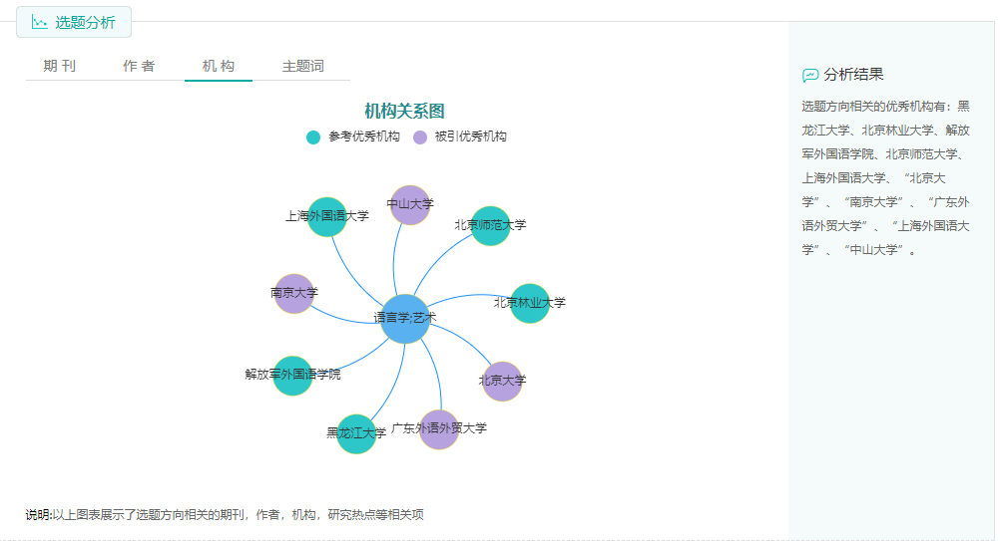 选题分析
期 刊
作 者
机 构
主题词
机构关系图
参考优秀机构
被引优秀机构
中山大学
上海外国语大学
北京师范大学
南京大学
北京林业大学
语言学;艺术
解放军外国语学院
北京大学
黑龙江大学
广东外语外贸大学
说明:以上图表展示了选题方向相关的期刊，作者，机构，研究热点等相关项
分析结果
选题方向相关的优秀机构有：黑
龙江大学、北京林业大学、解放
军外国语学院、北京师范大学、
上海外国语大学、“北京大
学”、“南京大学”、“广东外
语外贸大学”、“上海外国语大
学”、“中山大学”。